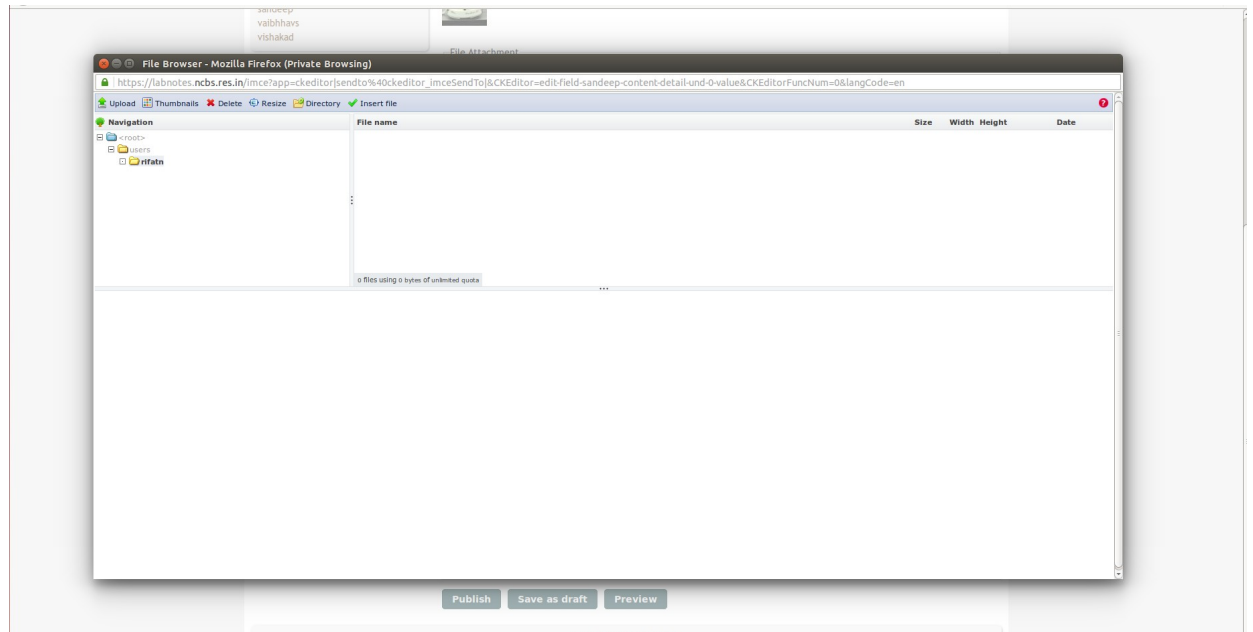 sandeep
vaibhhavs
vishakad
File Attachment
File Browser - Mozilla Firefox (Private Browsing)
https://labnotes.ncbs.res.in/imce?app=ckeditor|sendto%40ckeditor_imceSendTo|&CKEditor=edit-field-sandeep-content-detail-und-0-value&CKEditorFuncNum=0&langCode=en
Upload Thumbnails Delete Resize Directory Insert file ?
Navigation File name Size Width Height Date
<root>
users
rifatn
0 files using 0 bytes of unlimited quota
Publish Save as draft Preview